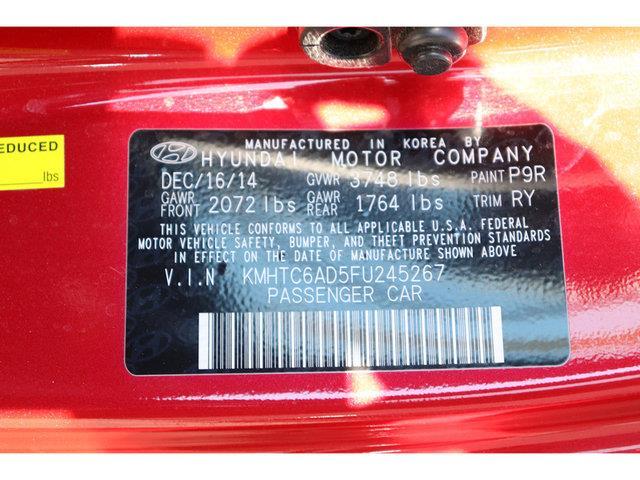 MANUFACTURED IN KOREA BY
HYUNDAI MOTOR COMPANY
DEC/16/14 GVWR 3748 lbs PAINT P9R
GAWR FRONT 2072 lbs GAWR REAR 1764 lbs TRIM RY
THIS VEHICLE CONFORMS TO ALL APPLICABLE U.S.A. FEDERAL
MOTOR VEHICLE SAFETY, BUMPER, AND THEFT PREVENTION STANDARDS
IN EFFECT ON THE DATE OF MANUFACTURE SHOWN ABOVE
V.I.N KMHTC6AD5FU245267
PASSENGER CAR
EDUCED
lbs